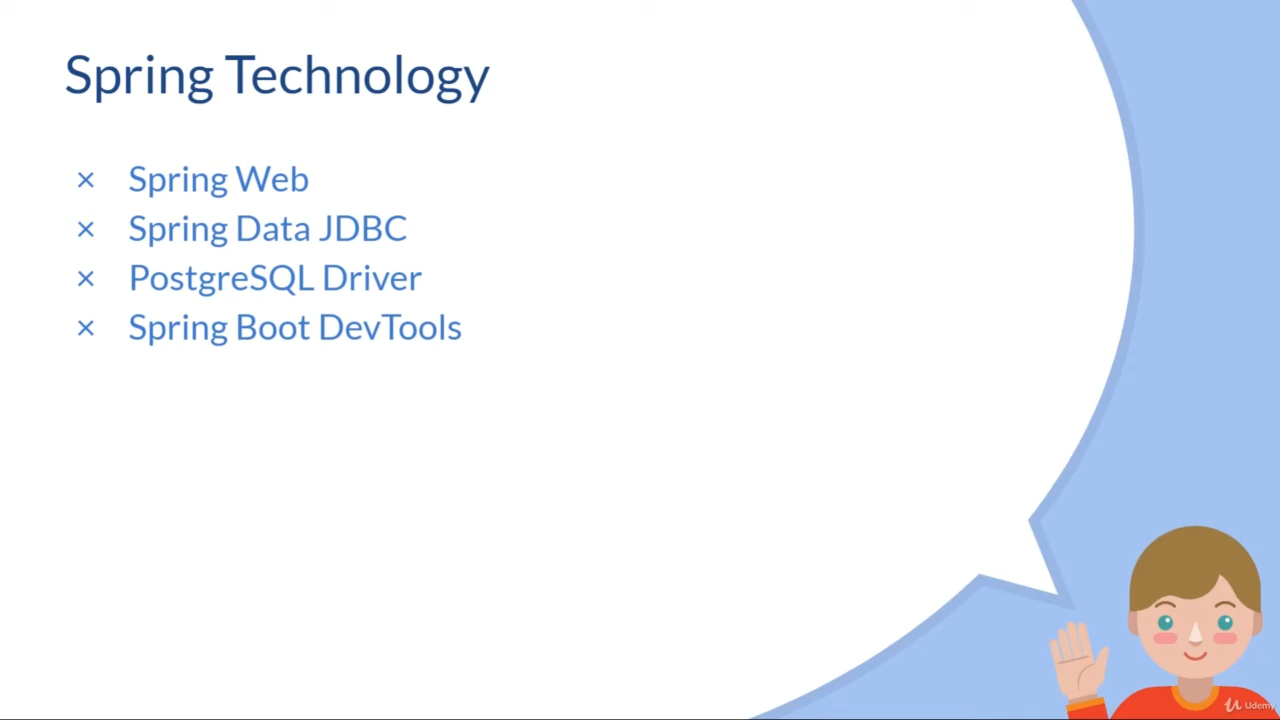 Spring Technology
× Spring Web
× Spring Data JDBC
× PostgreSQL Driver
× Spring Boot DevTools
Udemy